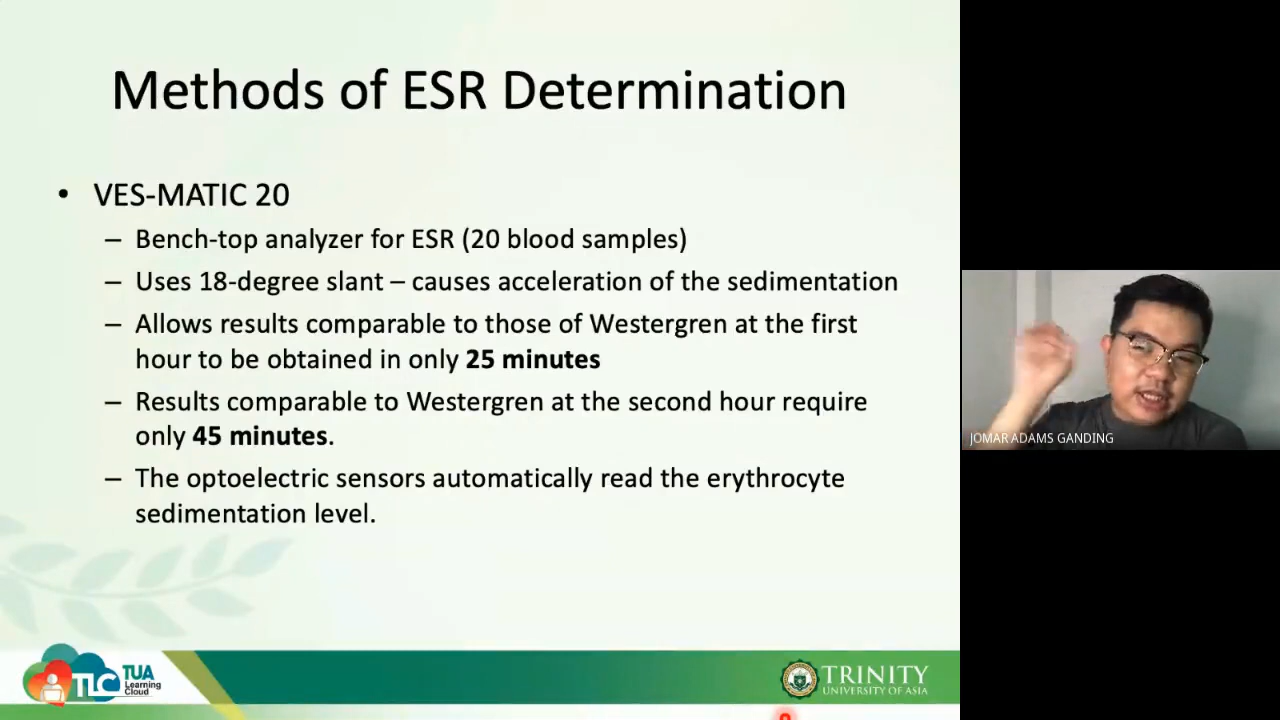 Methods of ESR Determination
• VES-MATIC 20
– Bench-top analyzer for ESR (20 blood samples)
– Uses 18-degree slant – causes acceleration of the sedimentation
– Allows results comparable to those of Westergren at the first
hour to be obtained in only 25 minutes
– Results comparable to Westergren at the second hour require
only 45 minutes.
– The optoelectric sensors automatically read the erythrocyte
sedimentation level.
JOMAR ADAMS GANDING
TLC TUA
Learning
Cloud
TRINITY
UNIVERSITY OF ASIA